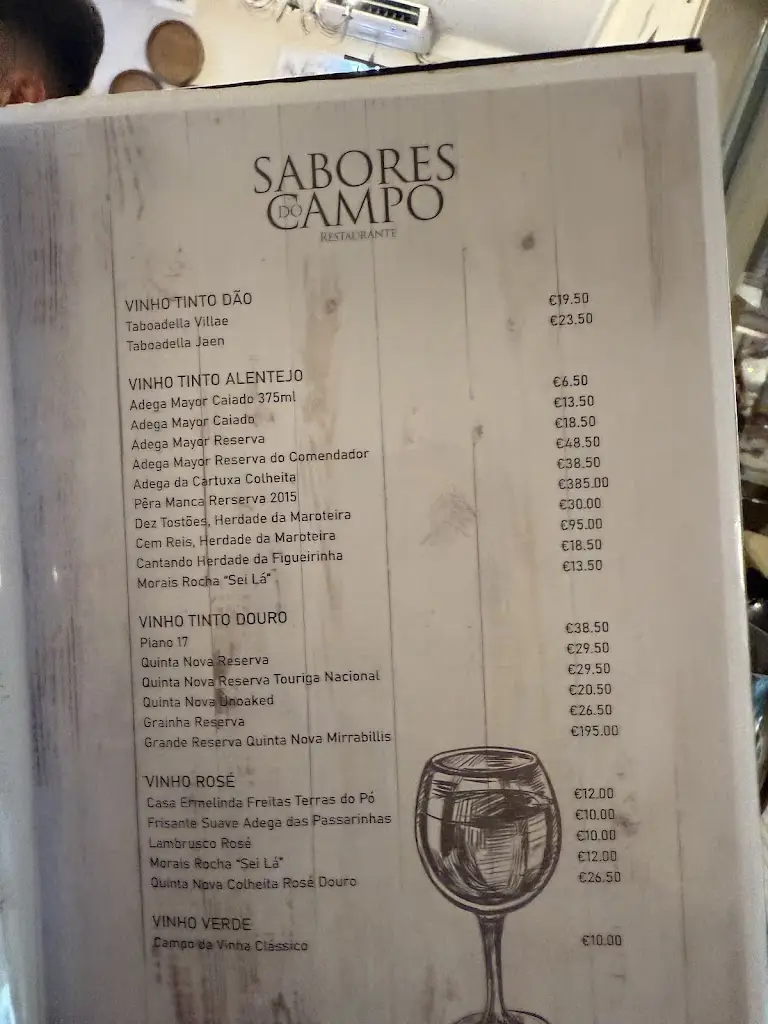 SABORES
DO CAMPO
RESTAURANTE
VINHO TINTO DÃO
Taboadella Villae €19.50
Taboadella Jaen €23.50
VINHO TINTO ALENTEJO
Adega Mayor Caiado 375ml €6.50
Adega Mayor Caiado €13.50
Adega Mayor Reserva €18.50
Adega Mayor Reserva do Comendador €48.50
Adega da Cartuxa Colheita €38.50
Pêra Manca Rerserva 2015 €385.00
Dez Tostões, Herdade da Maroteira €30.00
Cem Reis, Herdade da Maroteira €95.00
Cantando Herdade da Figueirinha €18.50
Morais Rocha "Sei Lá" €13.50
VINHO TINTO DOURO
Piano 17 €38.50
Quinta Nova Reserva €29.50
Quinta Nova Reserva Touriga Nacional €29.50
Quinta Nova Unoaked €20.50
Grainha Reserva €26.50
Grande Reserva Quinta Nova Mirrabillis €195.00
VINHO ROSÉ
Casa Ermelinda Freitas Terras do Pó €12.00
Frisante Suave Adega das Passarinhas €10.00
Lambrusco Rosé €10.00
Morais Rocha "Sei Lá" €12.00
Quinta Nova Colheita Rosé Douro €26.50
VINHO VERDE
Campo da Vinha Clássico €10.00